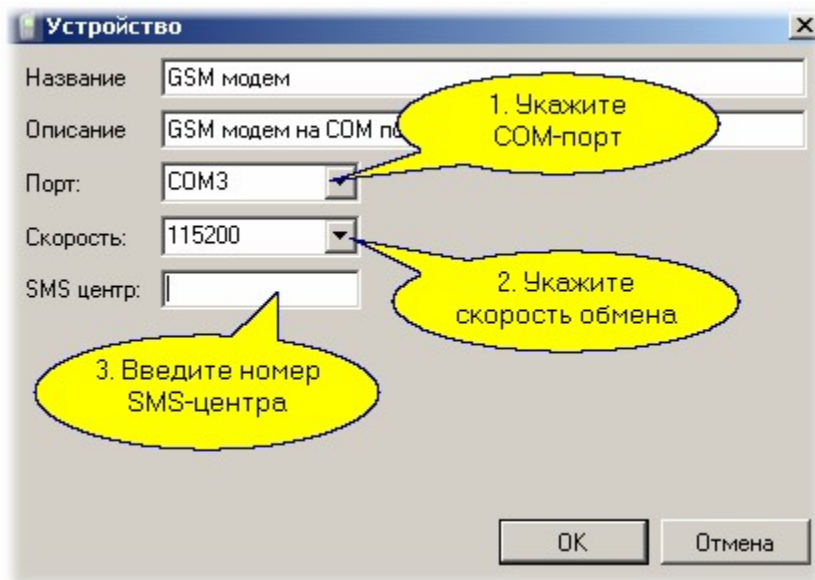 Устройство
Название GSM модем
Описание GSM модем на COM
1. Укажите
COM-порт
Порт: COM3
Скорость: 115200
2. Укажите
скорость обмена
SMS центр:
3. Введите номер
SMS-центра
OK Отмена